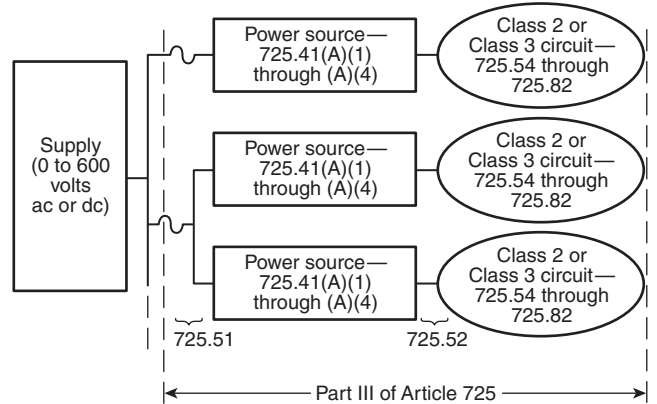 Supply
(0 to 600
volts
ac or dc)
Power source—
725.41(A)(1)
through (A)(4)
Class 2 or
Class 3 circuit—
725.54 through
725.82
Power source—
725.41(A)(1)
through (A)(4)
Class 2 or
Class 3 circuit—
725.54 through
725.82
Power source—
725.41(A)(1)
through (A)(4)
Class 2 or
Class 3 circuit—
725.54 through
725.82
725.51
725.52
Part III of Article 725